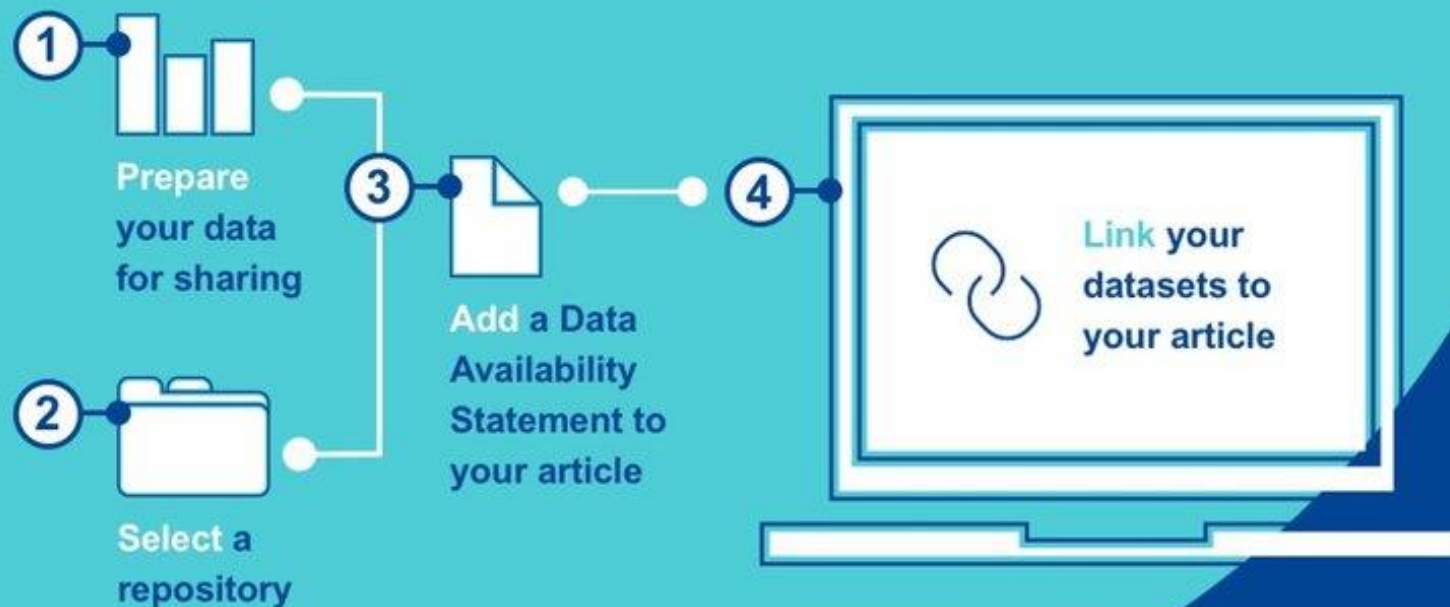 1
Prepare
your data
for sharing
2
Select a
repository
3
Add a Data
Availability
Statement to
your article
4
Link your
datasets to
your article